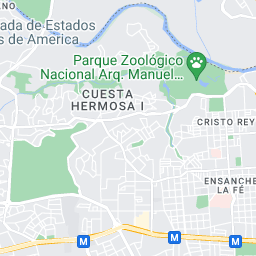 ada de Estados
s de America
Parque Zoológico
Nacional Arq. Manuel...
CUESTA
HERMOSA I
CRISTO REY
ENSANCHE
LA FÉ
M
M
M
M